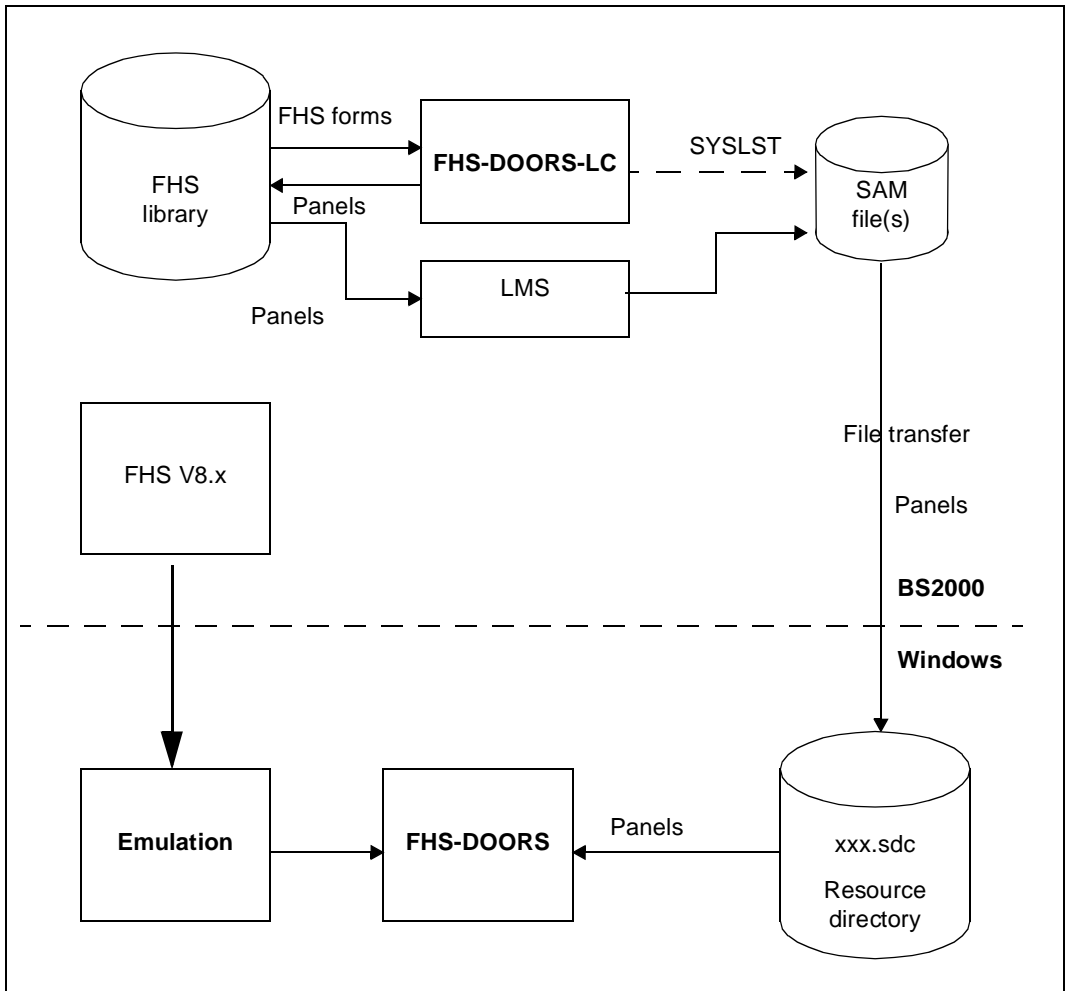 FHS forms
FHS-DOORS-LC
SYSLST
FHS
library
SAM
file(s)
Panels
LMS
Panels
File transfer
FHS V8.x
Panels
BS2000
Windows
Emulation
FHS-DOORS
Panels
xxx.sdc
Resource
directory